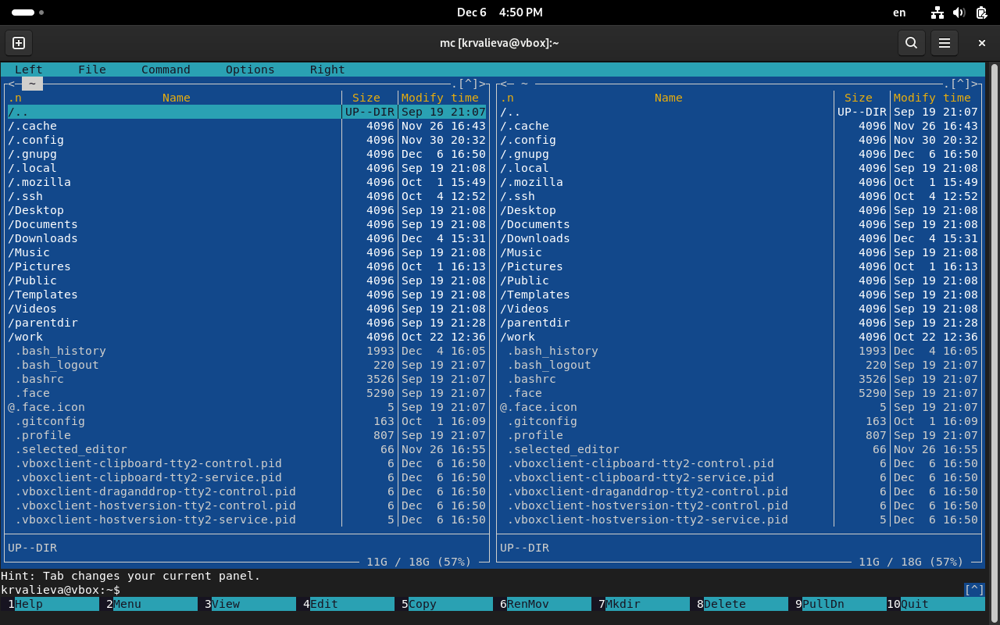 Dec 6 4:50 PM en
mc [krvalieva@vbox]:~
Left File Command Options Right
<─ ~ .[^]> <─ ~ .[^]>
.n Name Size Modify time .n Name Size Modify time
/.. UP--DIR Sep 19 21:07 /.. UP--DIR Sep 19 21:07
/.cache 4096 Nov 26 16:43 /.cache 4096 Nov 26 16:43
/.config 4096 Nov 30 20:32 /.config 4096 Nov 30 20:32
/.gnupg 4096 Dec 6 16:50 /.gnupg 4096 Dec 6 16:50
/.local 4096 Sep 19 21:08 /.local 4096 Sep 19 21:08
/.mozilla 4096 Oct 1 15:49 /.mozilla 4096 Oct 1 15:49
/.ssh 4096 Oct 4 12:52 /.ssh 4096 Oct 4 12:52
/Desktop 4096 Sep 19 21:08 /Desktop 4096 Sep 19 21:08
/Documents 4096 Sep 19 21:08 /Documents 4096 Sep 19 21:08
/Downloads 4096 Dec 4 15:31 /Downloads 4096 Dec 4 15:31
/Music 4096 Sep 19 21:08 /Music 4096 Sep 19 21:08
/Pictures 4096 Oct 1 16:13 /Pictures 4096 Oct 1 16:13
/Public 4096 Sep 19 21:08 /Public 4096 Sep 19 21:08
/Templates 4096 Sep 19 21:08 /Templates 4096 Sep 19 21:08
/Videos 4096 Sep 19 21:08 /Videos 4096 Sep 19 21:08
/parentdir 4096 Sep 19 21:28 /parentdir 4096 Sep 19 21:28
/work 4096 Oct 22 12:36 /work 4096 Oct 22 12:36
.bash_history 1993 Dec 4 16:05 .bash_history 1993 Dec 4 16:05
.bash_logout 220 Sep 19 21:07 .bash_logout 220 Sep 19 21:07
.bashrc 3526 Sep 19 21:07 .bashrc 3526 Sep 19 21:07
.face 5290 Sep 19 21:07 .face 5290 Sep 19 21:07
@.face.icon 5 Sep 19 21:07 @.face.icon 5 Sep 19 21:07
.gitconfig 163 Oct 1 16:09 .gitconfig 163 Oct 1 16:09
.profile 807 Sep 19 21:07 .profile 807 Sep 19 21:07
.selected_editor 66 Nov 26 16:55 .selected_editor 66 Nov 26 16:55
.vboxclient-clipboard-tty2-control.pid 6 Dec 6 16:50 .vboxclient-clipboard-tty2-control.pid 6 Dec 6 16:50
.vboxclient-clipboard-tty2-service.pid 6 Dec 6 16:50 .vboxclient-clipboard-tty2-service.pid 6 Dec 6 16:50
.vboxclient-draganddrop-tty2-control.pid 6 Dec 6 16:50 .vboxclient-draganddrop-tty2-control.pid 6 Dec 6 16:50
.vboxclient-hostversion-tty2-control.pid 6 Dec 6 16:50 .vboxclient-hostversion-tty2-control.pid 6 Dec 6 16:50
.vboxclient-hostversion-tty2-service.pid 5 Dec 6 16:50 .vboxclient-hostversion-tty2-service.pid 5 Dec 6 16:50
UP--DIR UP--DIR
11G / 18G (57%) 11G / 18G (57%)
Hint: Tab changes your current panel.
krvalieva@vbox:~$ [^]
1Help 2Menu 3View 4Edit 5Copy 6RenMov 7Mkdir 8Delete 9PullDn 10Quit